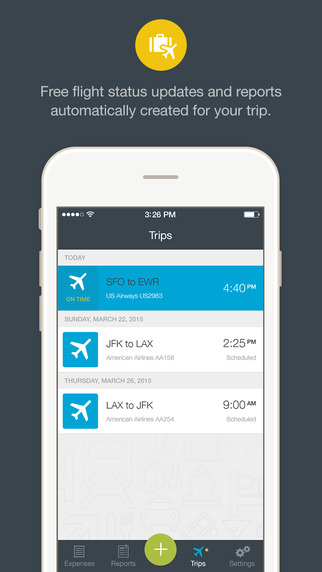 Free flight status updates and reports
automatically created for your trip.
3:26 PM
Trips
TODAY
SFO to EWR
4:40 PM
ON TIME
US Airways US2983
SUNDAY, MARCH 22, 2015
JFK to LAX
2:25 PM
American Airlines AA158
Scheduled
THURSDAY, MARCH 26, 2015
LAX to JFK
9:00 AM
American Airlines AA254
Scheduled
Expenses
Reports
Trips
Settings